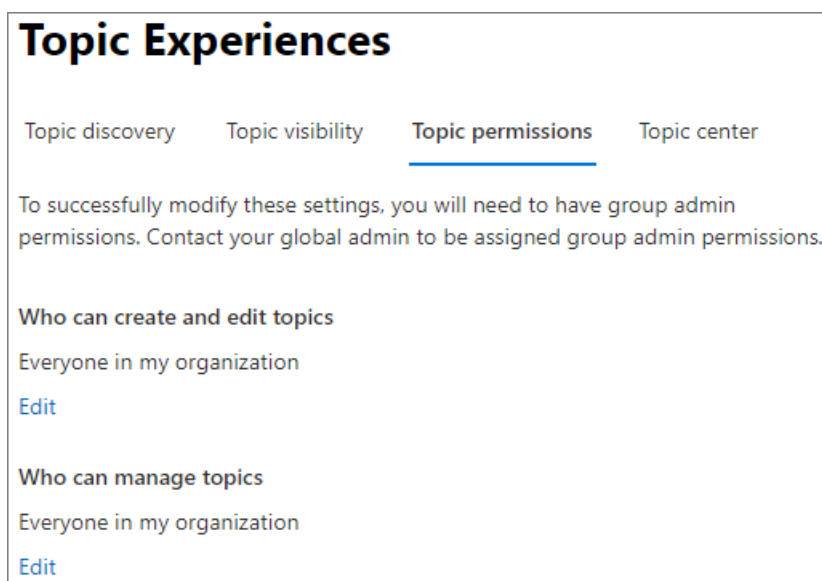 Topic Experiences
Topic discovery Topic visibility Topic permissions Topic center
To successfully modify these settings, you will need to have group admin
permissions. Contact your global admin to be assigned group admin permissions.
Who can create and edit topics
Everyone in my organization
Edit
Who can manage topics
Everyone in my organization
Edit